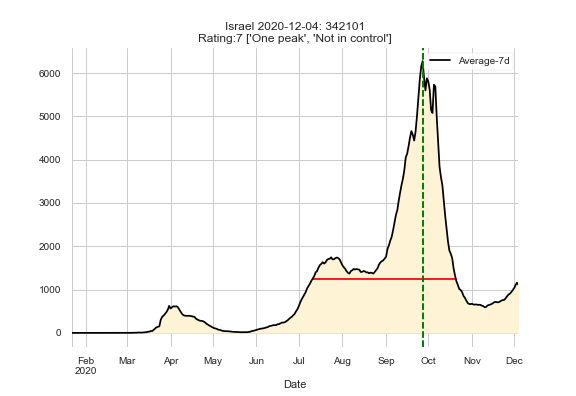 Israel 2020-12-04: 342101
Rating:7 ['One peak', 'Not in control']
Average-7d
6000
5000
4000
3000
2000
1000
0
Feb Mar Apr May Jun Jul Aug Sep Oct Nov Dec
2020
Date